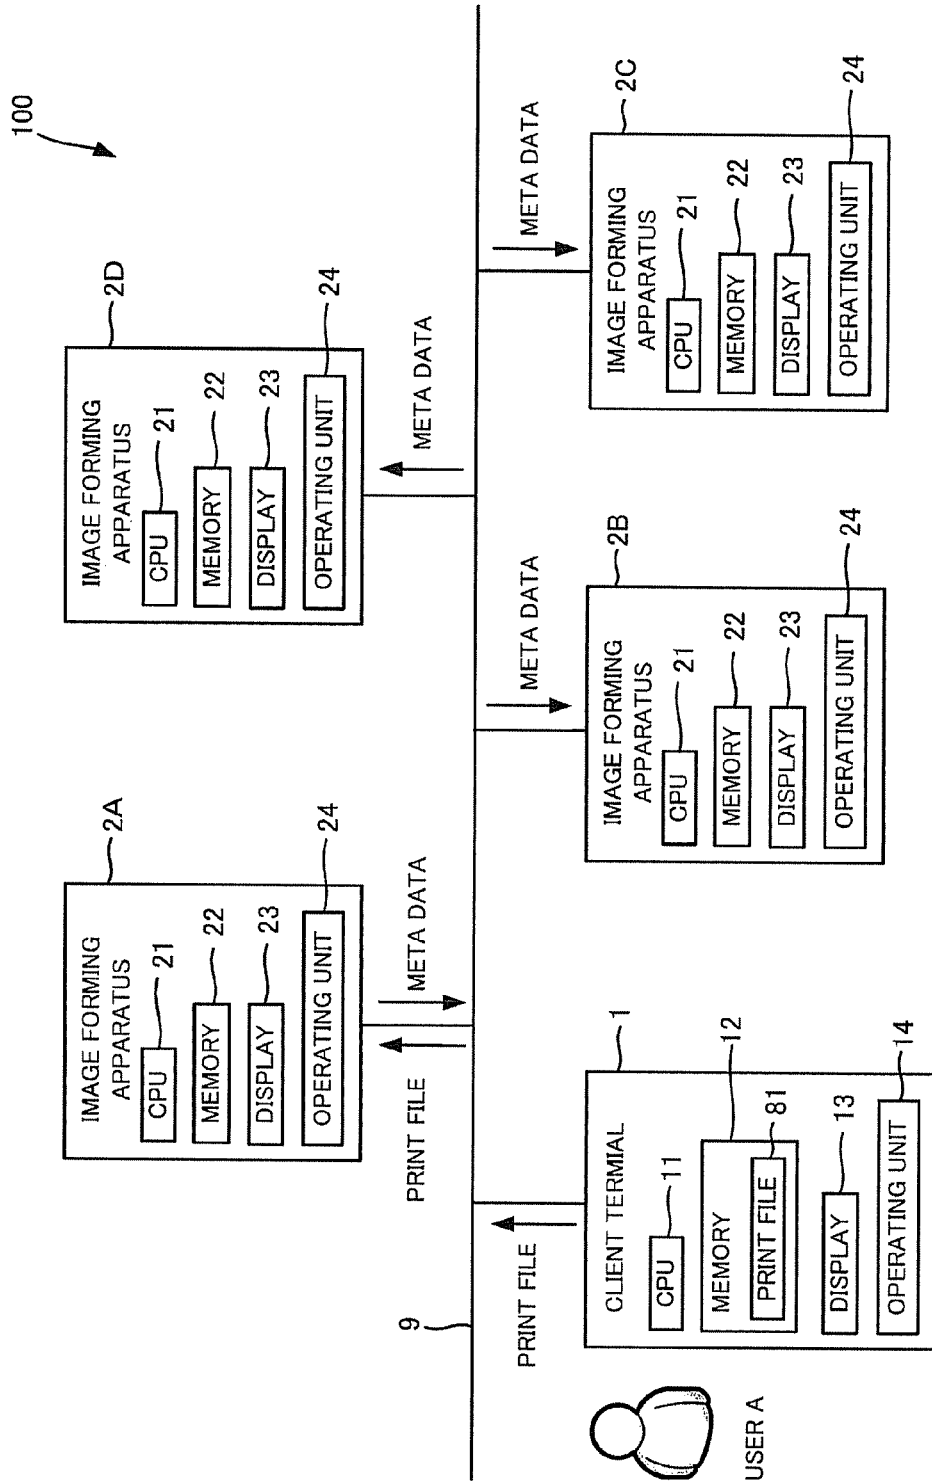 100
2A
IMAGE FORMING
APPARATUS
CPU
21
MEMORY
22
DISPLAY
23
OPERATING UNIT
24
2D
IMAGE FORMING
APPARATUS
CPU
21
MEMORY
22
DISPLAY
23
OPERATING UNIT
24
PRINT FILE
META DATA
META DATA
9
PRINT FILE
META DATA
META DATA
USER A
1
CLIENT TERMIAL
CPU
11
MEMORY
12
PRINT FILE
81
DISPLAY
13
OPERATING UNIT
14
2B
IMAGE FORMING
APPARATUS
CPU
21
MEMORY
22
DISPLAY
23
OPERATING UNIT
24
2C
IMAGE FORMING
APPARATUS
CPU
21
MEMORY
22
DISPLAY
23
OPERATING UNIT
24